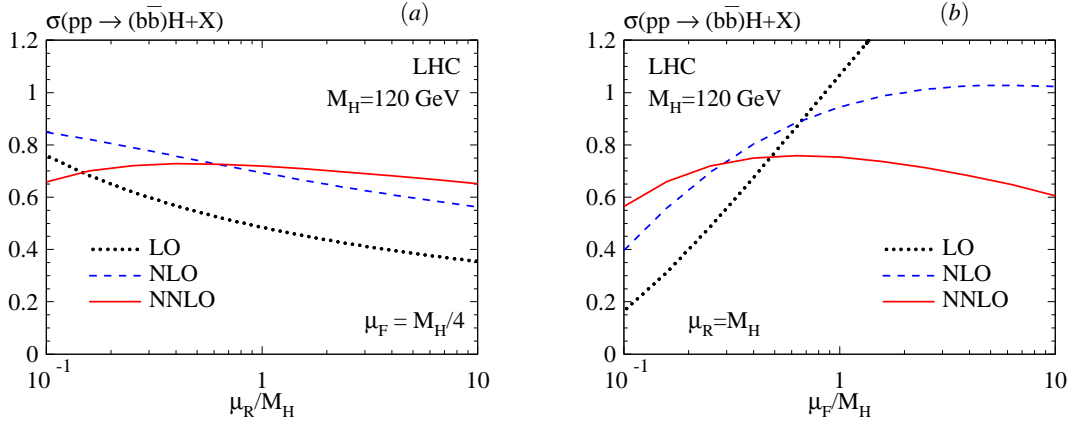 σ(pp → (bb̅)H+X) (a)
1.2
1
0.8
0.6
0.4
0.2
0
LHC
M_H=120 GeV
LO
NLO
NNLO
μ_F = M_H/4
10^-1 1 10
μ_R/M_H
σ(pp → (bb̅)H+X) (b)
1.2
1
0.8
0.6
0.4
0.2
0
LHC
M_H=120 GeV
LO
NLO
NNLO
μ_R=M_H
10^-1 1 10
μ_F/M_H